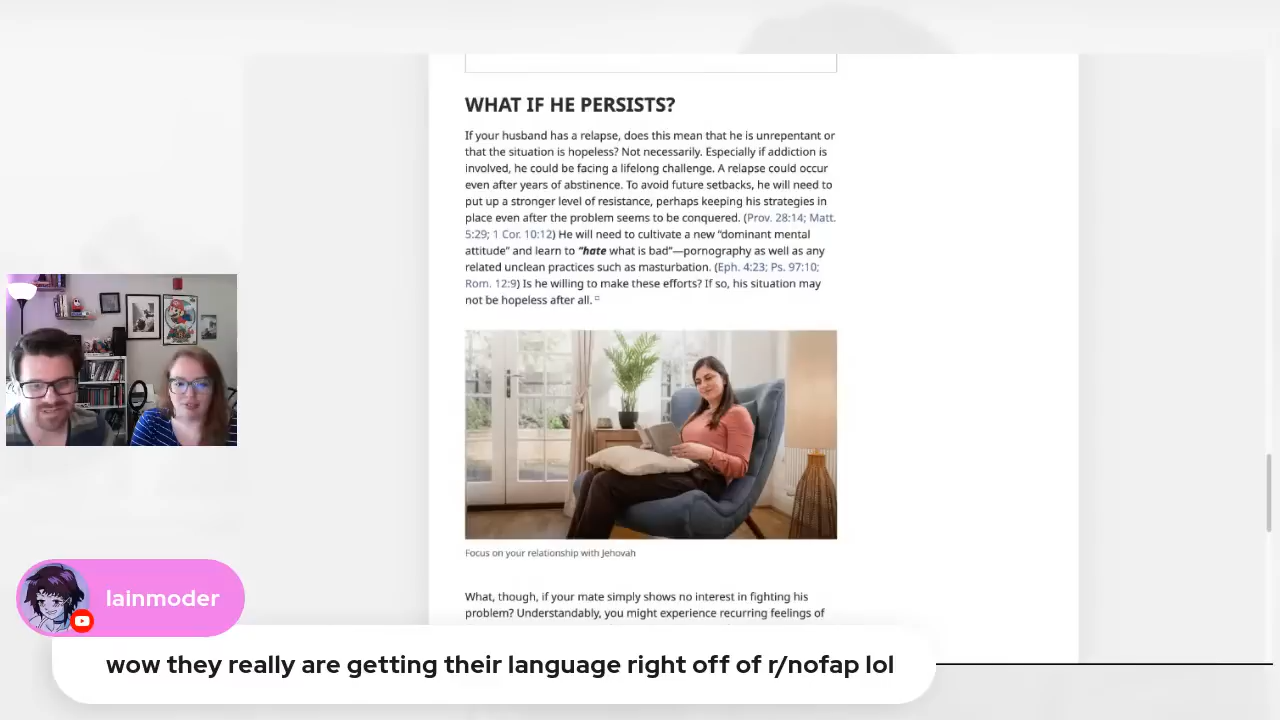 WHAT IF HE PERSISTS?
If your husband has a relapse, does this mean that he is unrepentant or
that the situation is hopeless? Not necessarily. Especially if addiction is
involved, he could be facing a lifelong challenge. A relapse could occur
even after years of abstinence. To avoid future setbacks, he will need to
put up a stronger level of resistance, perhaps keeping his strategies in
place even after the problem seems to be conquered. (Prov. 28:14; Matt.
5:29; 1 Cor. 10:12) He will need to cultivate a new “dominant mental
attitude” and learn to “hate what is bad”—pornography as well as any
related unclean practices such as masturbation. (Eph. 4:23; Ps. 97:10;
Rom. 12:9) Is he willing to make these efforts? If so, his situation may
not be hopeless after all.
Focus on your relationship with Jehovah
What, though, if your mate simply shows no interest in fighting his
problem? Understandably, you might experience recurring feelings of
lainmoder
wow they really are getting their language right off of r/nofap lol